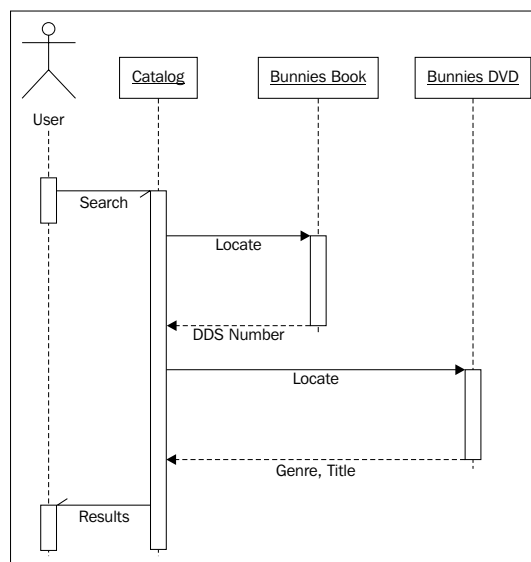 Catalog
Bunnies Book
Bunnies DVD
User
Search
Locate
DDS Number
Locate
Genre, Title
Results